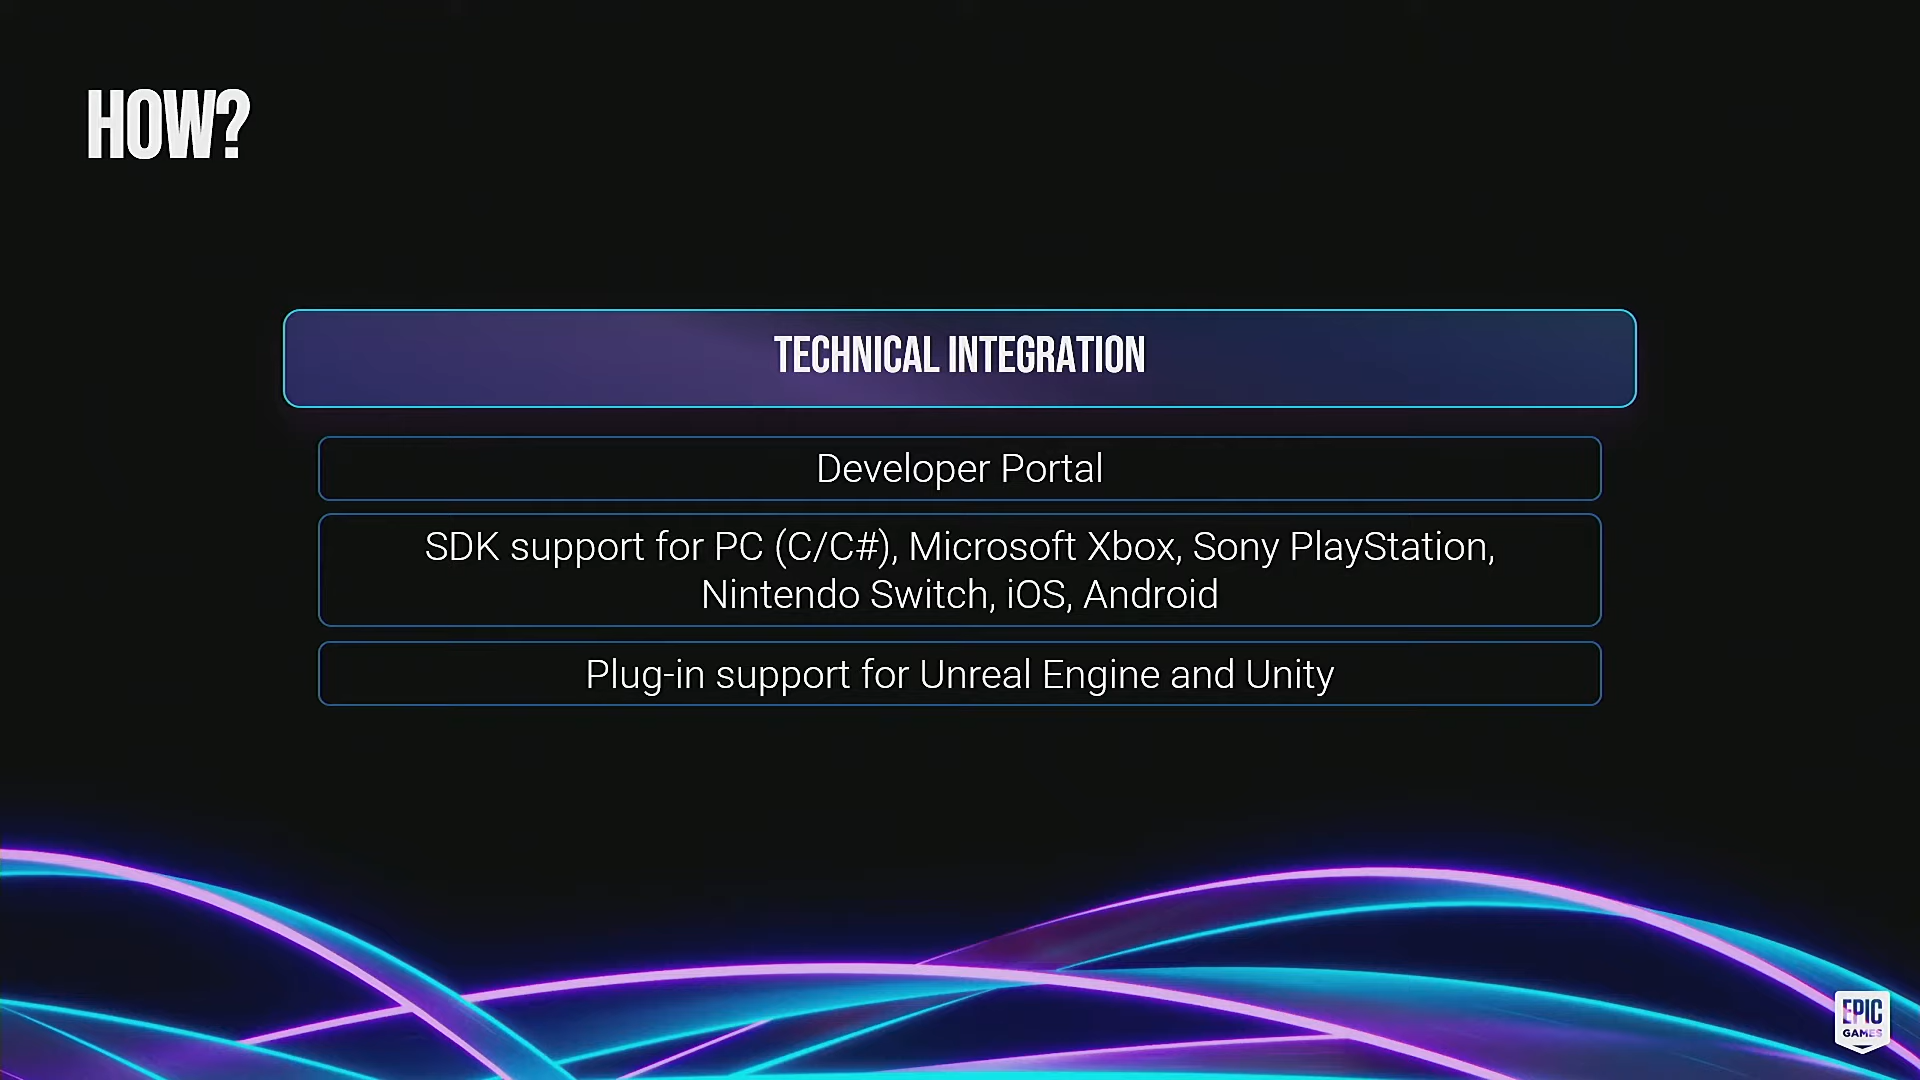 HOW?
TECHNICAL INTEGRATION
Developer Portal
SDK support for PC (C/C#), Microsoft Xbox, Sony PlayStation,
Nintendo Switch, iOS, Android
Plug-in support for Unreal Engine and Unity
EPIC
GAMES